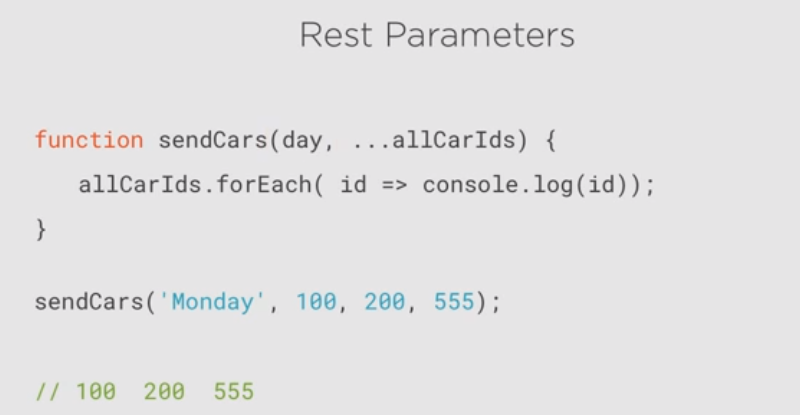 Rest Parameters
function sendCars(day, ...allCarIds) {
allCarIds.forEach( id => console.log(id));
}
sendCars('Monday', 100, 200, 555);
// 100 200 555